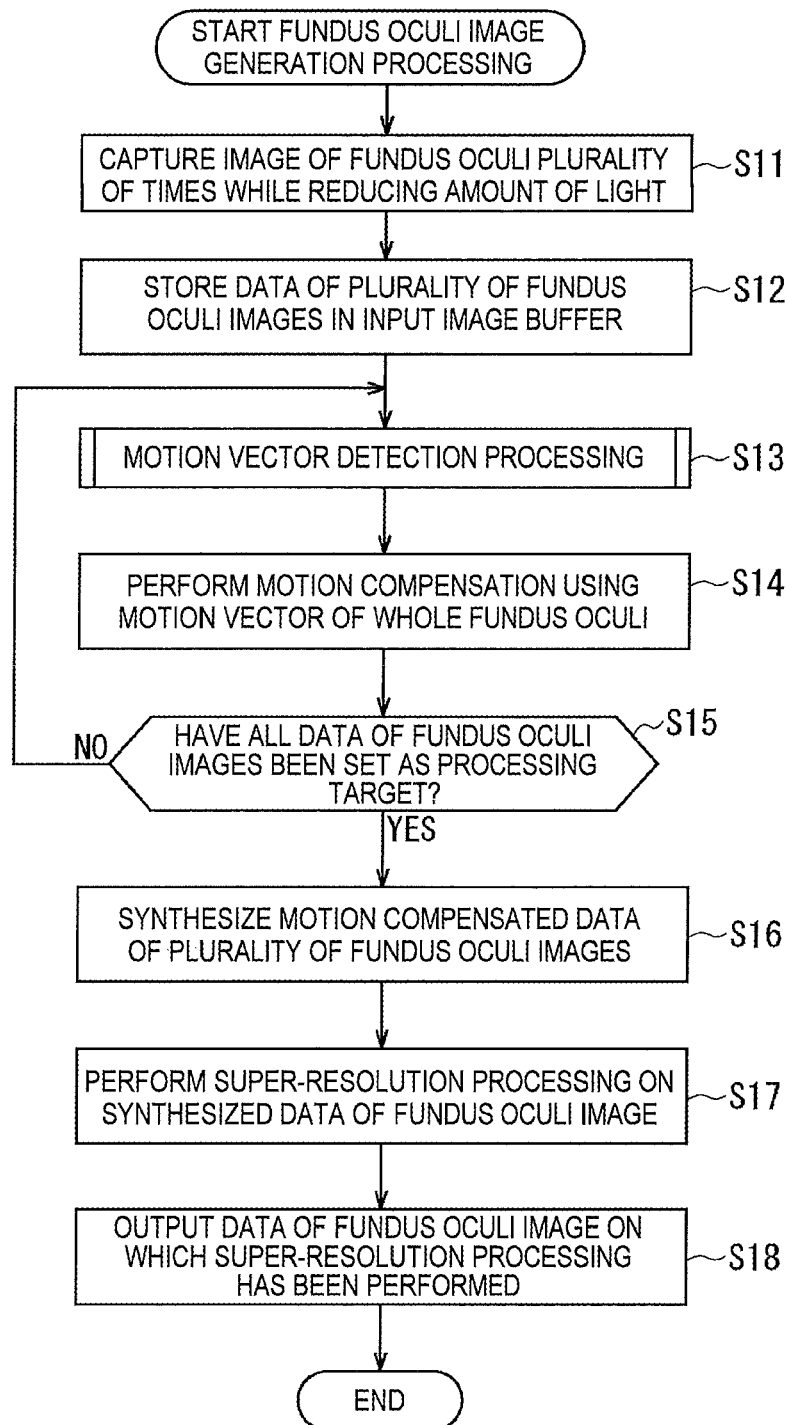 START FUNDUS OCULI IMAGE
GENERATION PROCESSING
CAPTURE IMAGE OF FUNDUS OCULI PLURALITY
OF TIMES WHILE REDUCING AMOUNT OF LIGHT
S11
STORE DATA OF PLURALITY OF FUNDUS
OCULI IMAGES IN INPUT IMAGE BUFFER
S12
MOTION VECTOR DETECTION PROCESSING
S13
PERFORM MOTION COMPENSATION USING
MOTION VECTOR OF WHOLE FUNDUS OCULI
S14
HAVE ALL DATA OF FUNDUS OCULI
IMAGES BEEN SET AS PROCESSING
TARGET?
S15
NO
YES
SYNTHESIZE MOTION COMPENSATED DATA
OF PLURALITY OF FUNDUS OCULI IMAGES
S16
PERFORM SUPER-RESOLUTION PROCESSING ON
SYNTHESIZED DATA OF FUNDUS OCULI IMAGE
S17
OUTPUT DATA OF FUNDUS OCULI IMAGE ON
WHICH SUPER-RESOLUTION PROCESSING
HAS BEEN PERFORMED
S18
END